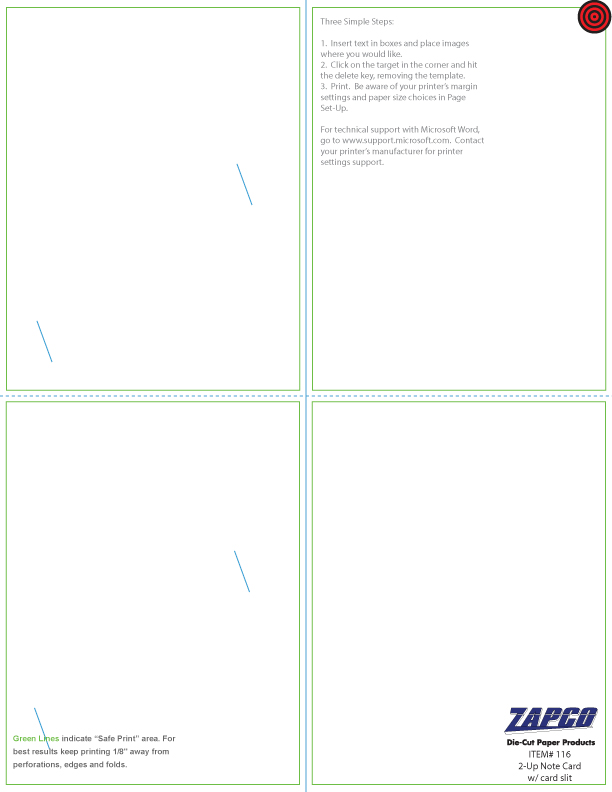 Three Simple Steps:
1. Insert text in boxes and place images
where you would like.
2. Click on the target in the corner and hit
the delete key, removing the template.
3. Print. Be aware of your printer's margin
settings and paper size choices in Page
Set-Up.
For technical support with Microsoft Word,
go to www.support.microsoft.com. Contact
your printer's manufacturer for printer
settings support.
Green Lines indicate “Safe Print” area. For
best results keep printing 1/8” away from
perforations, edges and folds.
ZAPCO
Die-Cut Paper Products
ITEM# 116
2-Up Note Card
w/ card slit